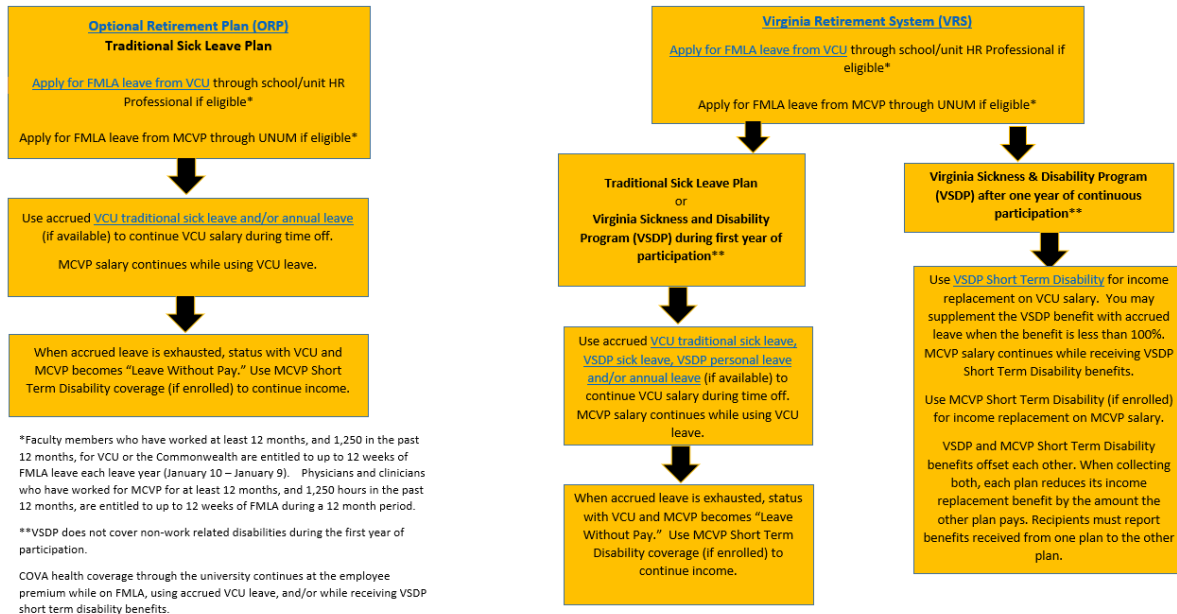 Optional Retirement Plan (ORP)
Traditional Sick Leave Plan
Apply for FMLA leave from VCU through school/unit HR
Professional if eligible*
Apply for FMLA leave from MCVP through UNUM if eligible*
Use accrued VCU traditional sick leave and/or annual leave
(if available) to continue VCU salary during time off.
MCVP salary continues while using VCU leave.
When accrued leave is exhausted, status with VCU and
MCVP becomes “Leave Without Pay.” Use MCVP Short
Term Disability coverage (if enrolled) to continue income.
*Faculty members who have worked at least 12 months, and 1,250 in the past
12 months, for VCU or the Commonwealth are entitled to up to 12 weeks of
FMLA leave each leave year (January 10 – January 9). Physicians and clinicians
who have worked for MCVP for at least 12 months, and 1,250 hours in the past
12 months, are entitled to up to 12 weeks of FMLA during a 12 month period.
**VSDP does not cover non-work related disabilities during the first year of
participation.
COVA health coverage through the university continues at the employee
premium while on FMLA, using accrued VCU leave, and/or while receiving VSDP
short term disability benefits.
Virginia Retirement System (VRS)
Apply for FMLA leave from VCU through school/unit HR Professional if
eligible*
Apply for FMLA leave from MCVP through UNUM if eligible*
Traditional Sick Leave Plan
or
Virginia Sickness and Disability
Program (VSDP) during first year of
participation**
Use accrued VCU traditional sick leave,
VSDP sick leave, VSDP personal leave
and/or annual leave (if available) to
continue VCU salary during time off.
MCVP salary continues while using VCU
leave.
When accrued leave is exhausted, status
with VCU and MCVP becomes “Leave
Without Pay.” Use MCVP Short Term
Disability coverage (if enrolled) to
continue income.
Virginia Sickness & Disability Program
(VSDP) after one year of continuous
participation**
Use VSDP Short Term Disability for income
replacement on VCU salary. You may
supplement the VSDP benefit with accrued
leave when the benefit is less than 100%.
MCVP salary continues while receiving VSDP
Short Term Disability benefits.
Use MCVP Short Term Disability (if enrolled)
for income replacement on MCVP salary.
VSDP and MCVP Short Term Disability
benefits offset each other. When collecting
both, each plan reduces its income
replacement benefit by the amount the
other plan pays. Recipients must report
benefits received from one plan to the other
plan.